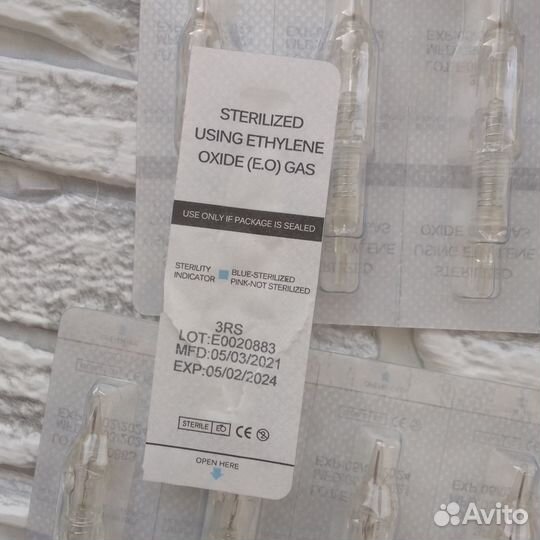 STERILIZED
USING ETHYLENE
OXIDE (E.O) GAS
USE ONLY IF PACKAGE IS SEALED
STERILITY
INDICATOR
BLUE-STERILIZED
PINK-NOT STERILIZED
3RS
LOT:E0020883
MFD:05/03/2021
EXP:05/02/2024
STERILE EO CE
OPEN HERE
Avito